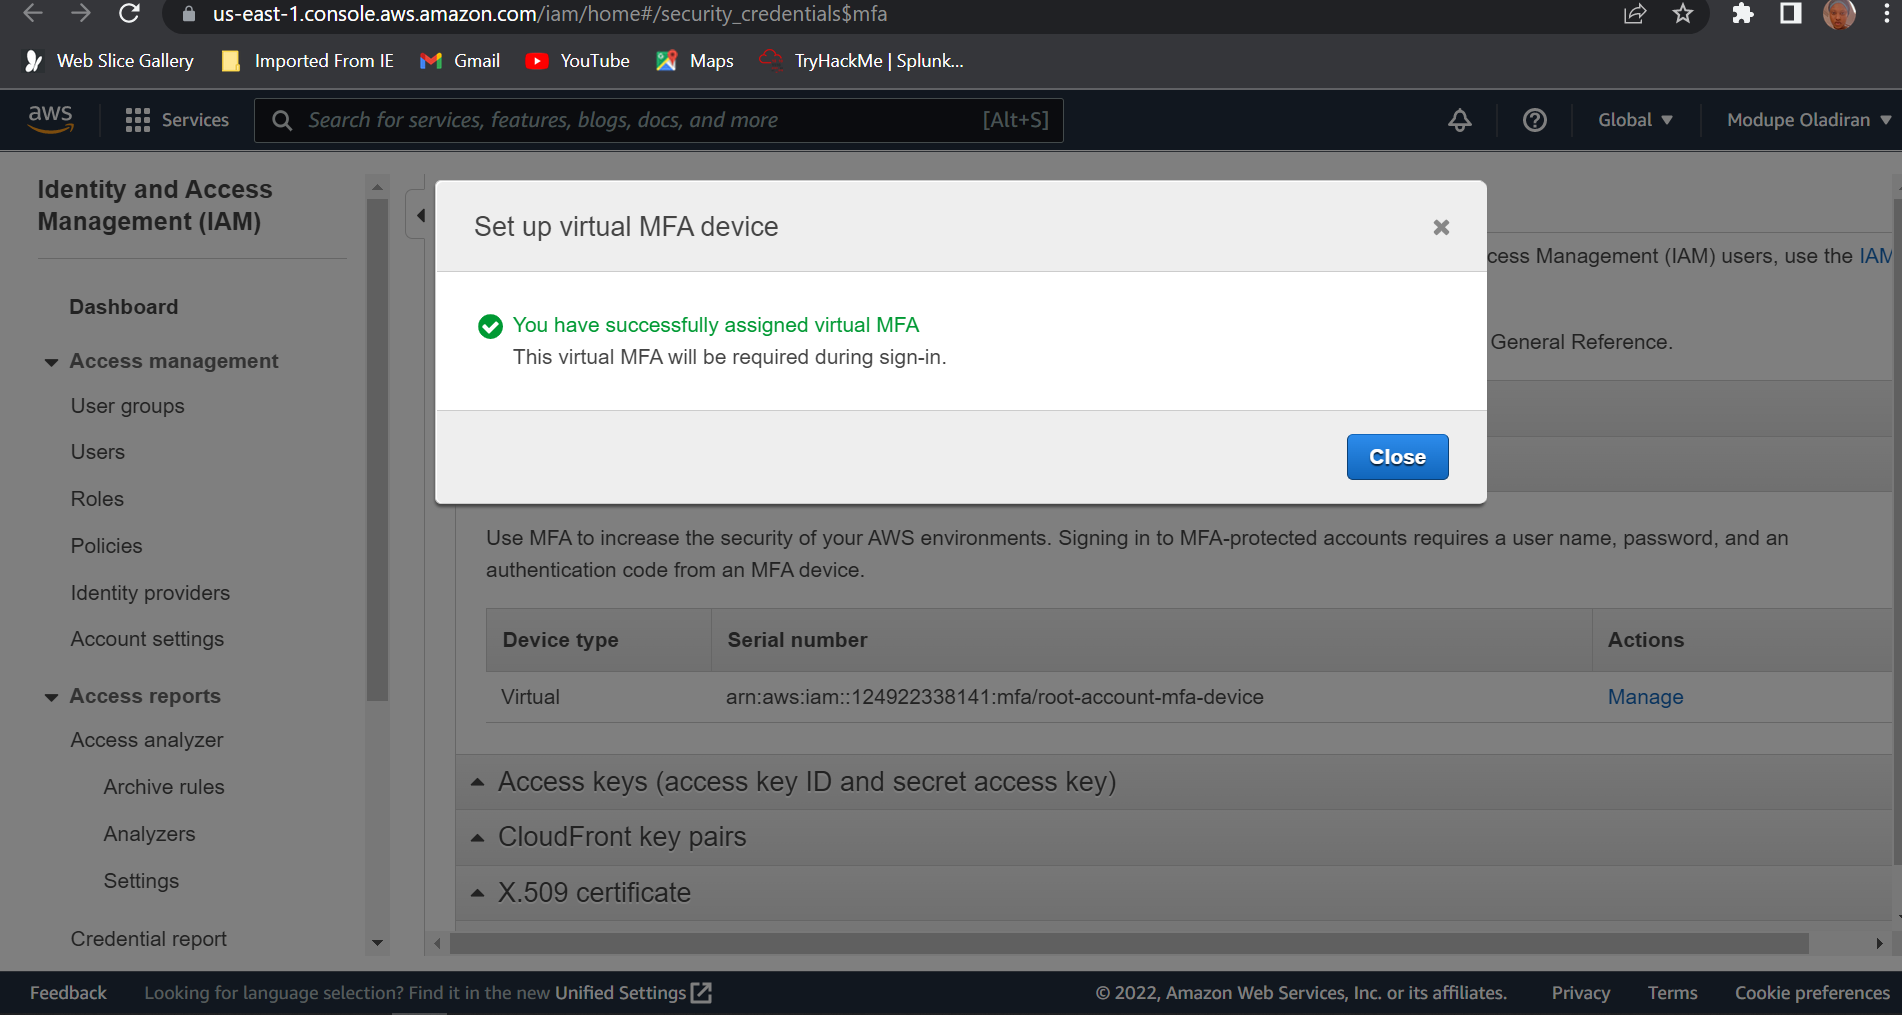 us-east-1.console.aws.amazon.com/iam/home#/security_credentials$mfa
Web Slice Gallery
Imported From IE
Gmail
YouTube
Maps
TryHackMe | Splunk...
aws
Services
Search for services, features, blogs, docs, and more
[Alt+S]
Global
Modupe Oladiran
Identity and Access
Management (IAM)
Dashboard
Access management
User groups
Users
Roles
Policies
Identity providers
Account settings
Access reports
Access analyzer
Archive rules
Analyzers
Settings
Credential report
Set up virtual MFA device
You have successfully assigned virtual MFA
This virtual MFA will be required during sign-in.
Close
cess Management (IAM) users, use the IAM
General Reference.
Use MFA to increase the security of your AWS environments. Signing in to MFA-protected accounts requires a user name, password, and an
authentication code from an MFA device.
Device type
Serial number
Actions
Virtual
arn:aws:iam::124922338141:mfa/root-account-mfa-device
Manage
Access keys (access key ID and secret access key)
CloudFront key pairs
X.509 certificate
Feedback
Looking for language selection? Find it in the new Unified Settings
© 2022, Amazon Web Services, Inc. or its affiliates.
Privacy
Terms
Cookie preferences